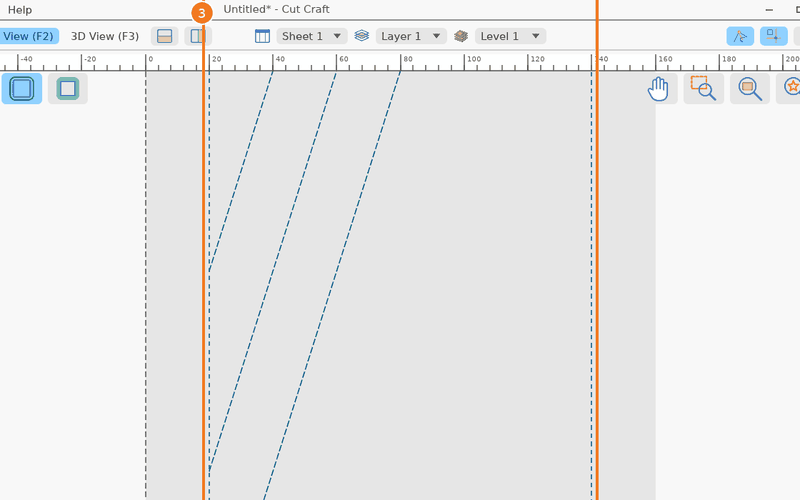 Help
3
Untitled* - Cut Craft
View (F2) 3D View (F3) Sheet 1 Layer 1 Level 1
-40 -20 0 20 40 60 80 100 120 140 160 180 200